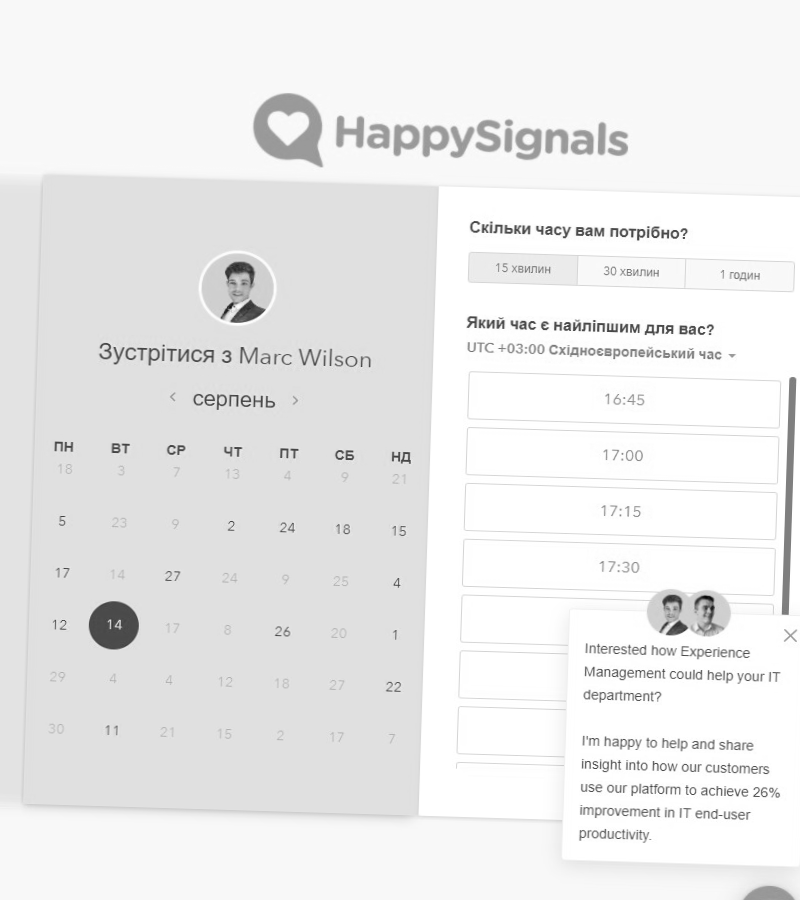 HappySignals
Зустрітися з Marc Wilson
серпень
ПН ВТ СР ЧТ ПТ СБ НД
18 3 7 13 4 9 21
5 23 9 2 24 18 15
17 14 27 24 9 25 4
12 14 17 8 26 20 1
29 4 4 12 18 27 22
30 11 21 15 2 17 7
Скільки часу вам потрібно?
15 хвилин 30 хвилин 1 годин
Який час є найліпшим для вас?
UTC +03:00 Східноєвропейський час
16:45
17:00
17:15
17:30
Interested how Experience
Management could help your IT
department?
I'm happy to help and share
insight into how our customers
use our platform to achieve 26%
improvement in IT end-user
productivity.